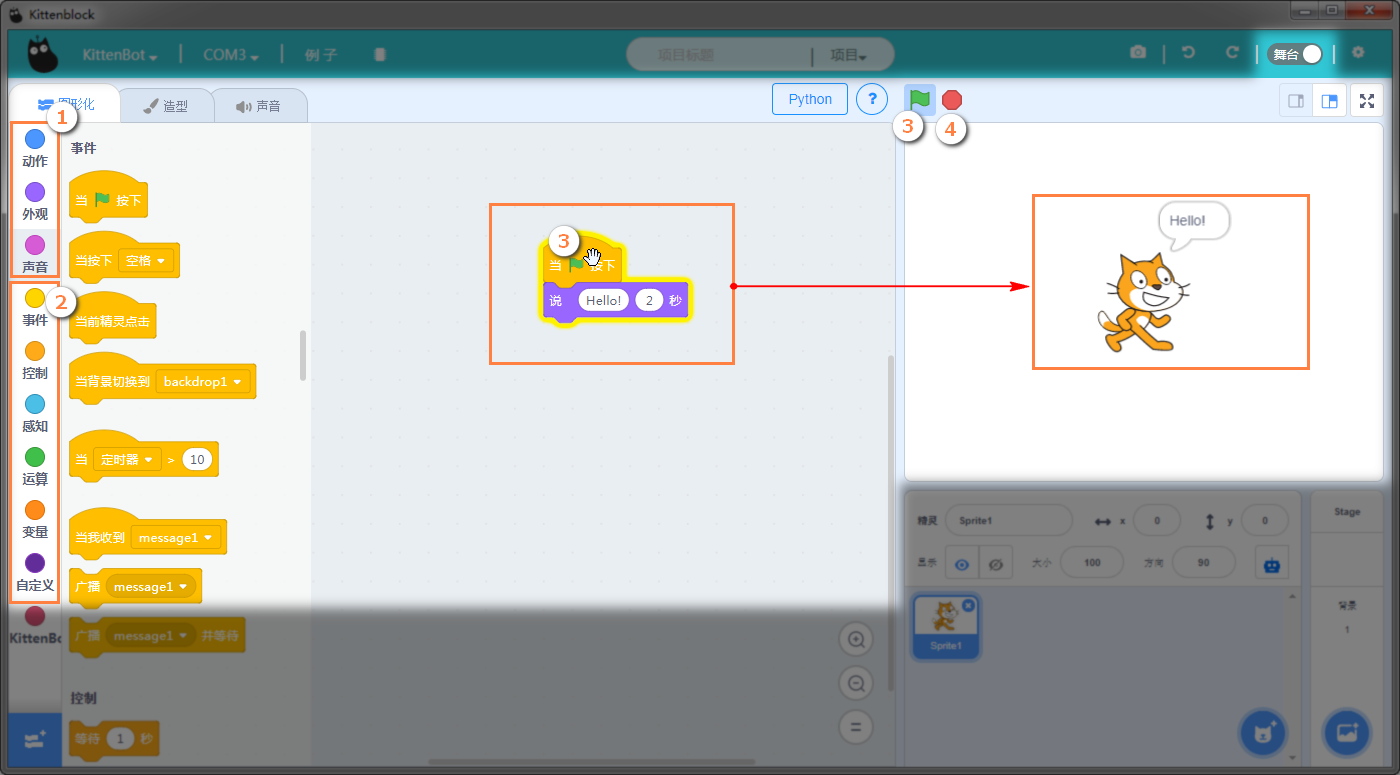 Kittenblock
KittenBot
COM3
例子
项目标题
项目
舞台
图形化
造型
声音
Python
?
1
3
4
动作
外观
声音
2
事件
控制
感知
运算
变量
自定义
KittenBo
事件
当 按下
当按下 空格
当前精灵点击
当背景切换到 backdrop1
当 定时器 > 10
当我收到 message1
广播 message1
广播 message1 并等待
控制
等待 1 秒
3
当 按下
说 Hello! 2 秒
Hello!
精灵 Sprite1 x 0 y 0
显示 大小 100 方向 90
Sprite1
Stage
背景
1